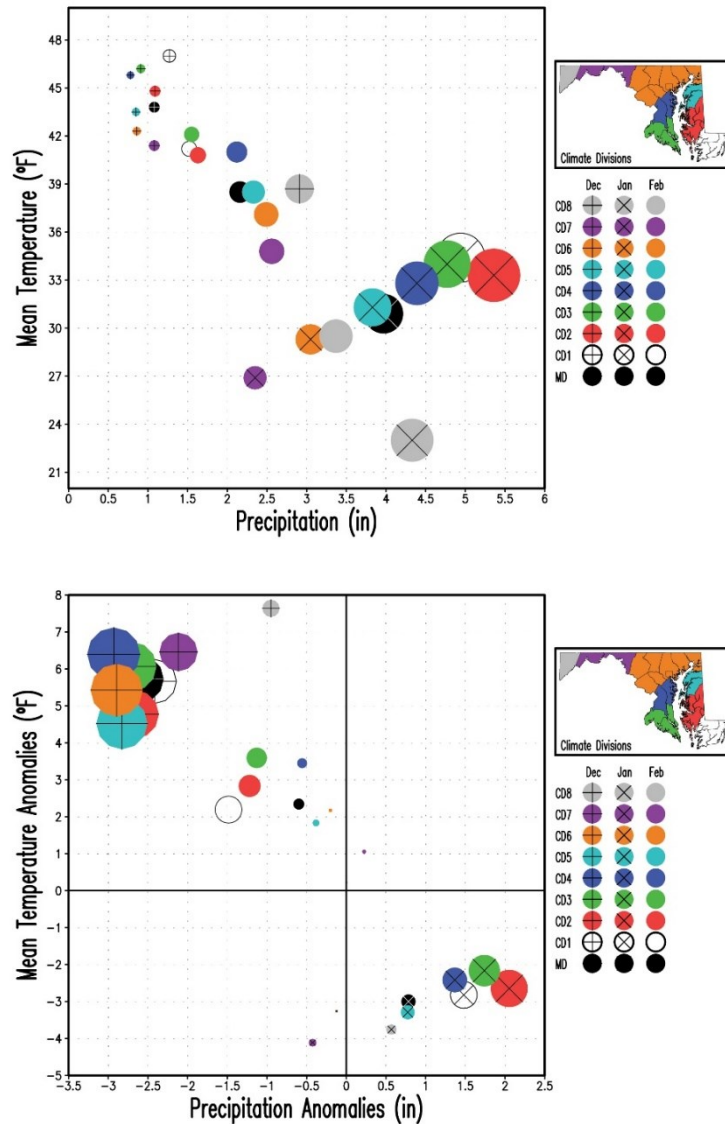 48
45
42
39
36
33
30
27
24
21
Mean Temperature (°F)
0 0.5 1 1.5 2 2.5 3 3.5 4 4.5 5 5.5 6
Precipitation (in)
Climate Divisions
Dec Jan Feb
CD8
CD7
CD6
CD5
CD4
CD3
CD2
CD1
MD
8
7
6
5
4
3
2
1
0
-1
-2
-3
-4
-5
Mean Temperature Anomalies (°F)
-3.5 -3 -2.5 -2 -1.5 -1 -0.5 0 0.5 1 1.5 2 2.5
Precipitation Anomalies (in)
Climate Divisions
Dec Jan Feb
CD8
CD7
CD6
CD5
CD4
CD3
CD2
CD1
MD